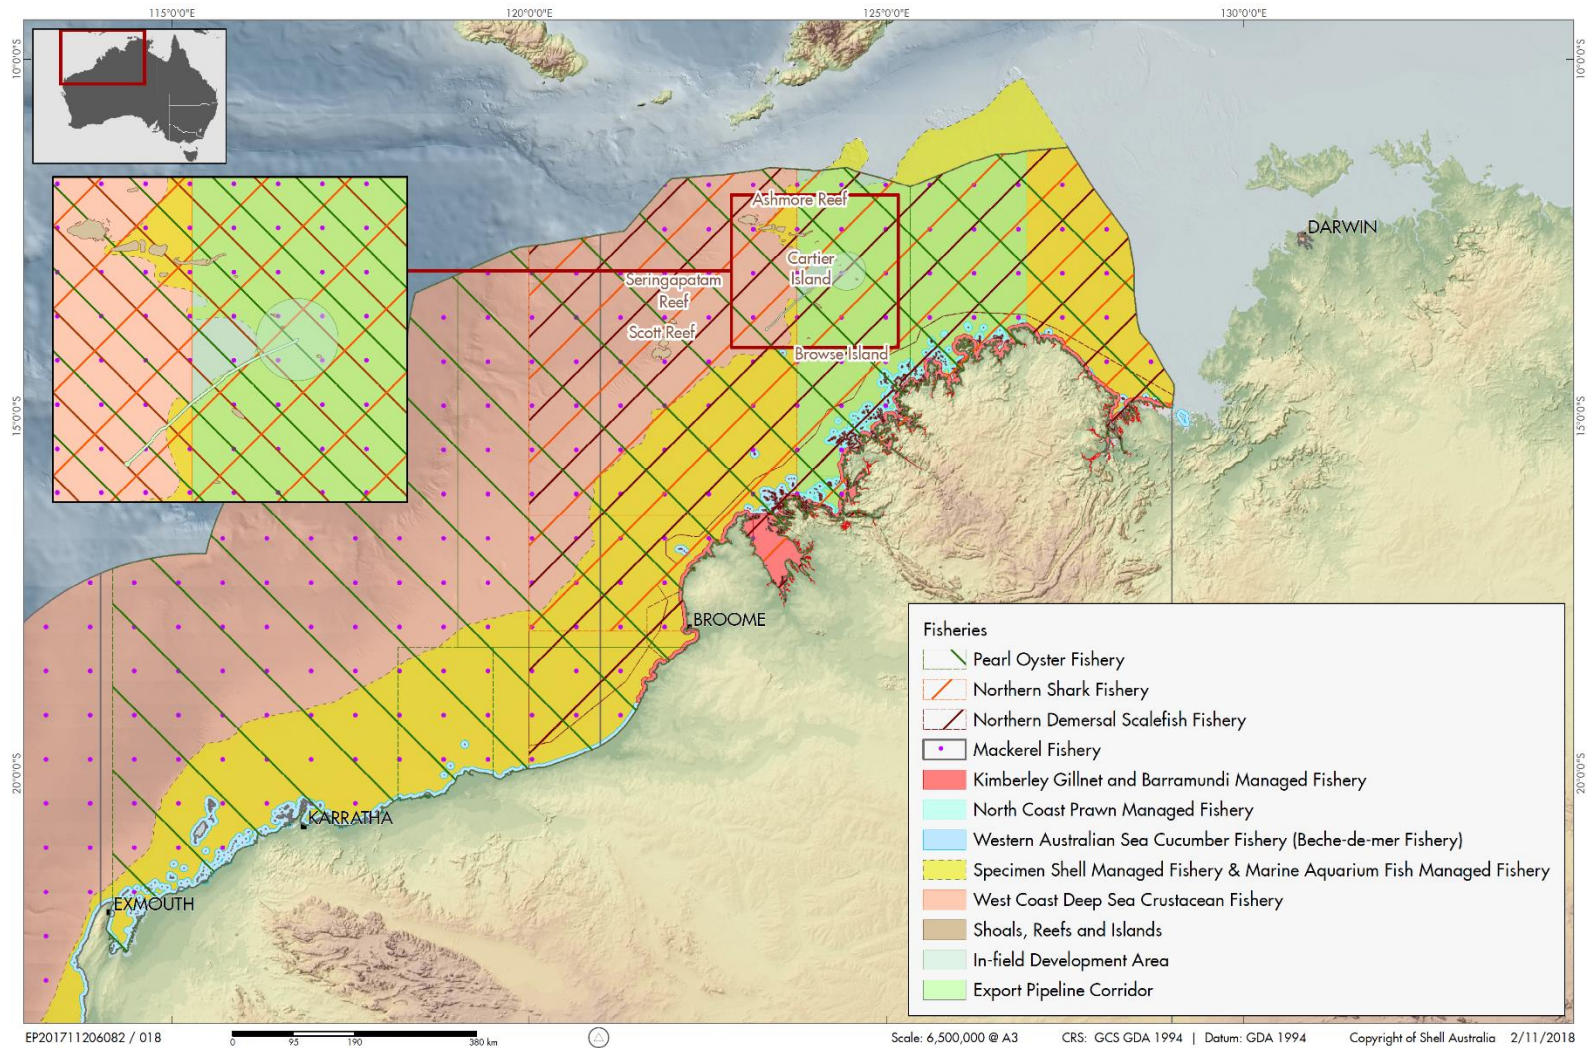 115°0'0"E
120°0'0"E
125°0'0"E
130°0'0"E
10°0'0"S
10°0'0"S
Ashmore Reef
DARWIN
Cartier
Island
Seringapatam
Reef
Scott Reef
Browse Island
15°0'0"S
15°0'0"S
BROOME
20°0'0"S
20°0'0"S
KARRATHA
EXMOUTH
Fisheries
Pearl Oyster Fishery
Northern Shark Fishery
Northern Demersal Scalefish Fishery
Mackerel Fishery
Kimberley Gillnet and Barramundi Managed Fishery
North Coast Prawn Managed Fishery
Western Australian Sea Cucumber Fishery (Beche-de-mer Fishery)
Specimen Shell Managed Fishery & Marine Aquarium Fish Managed Fishery
West Coast Deep Sea Crustacean Fishery
Shoals, Reefs and Islands
In-field Development Area
Export Pipeline Corridor
EP201711206082 / 018
0 95 190 380 km
Scale: 6,500,000 @ A3
CRS: GCS GDA 1994 | Datum: GDA 1994
Copyright of Shell Australia 2/11/2018